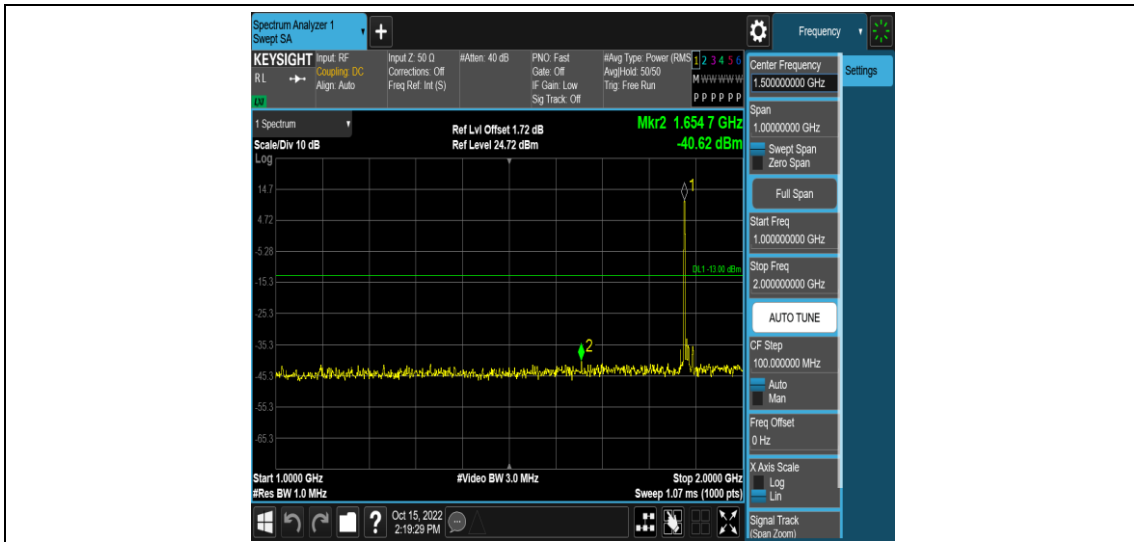 Spectrum Analyzer 1
Swept SA
+
Frequency
KEYSIGHT
RL
LNI
Input: RF
Coupling: DC
Align: Auto
Input Z: 50 Ω
Corrections: Off
Freq Ref: Int (S)
#Atten: 40 dB
PNO: Fast
Gate: Off
IF Gain: Low
Sig Track: Off
#Avg Type: Power (RMS
Avg|Hold: 50/50
Trig: Free Run
1 2 3 4 5 6
M W W W W W
P P P P P P
1 Spectrum
Scale/Div 10 dB
Log
Ref Lvl Offset 1.72 dB
Ref Level 24.72 dBm
Mkr2 1.654 7 GHz
-40.62 dBm
14.7
4.72
-5.28
-15.3
-25.3
-35.3
-45.3
-55.3
-65.3
1
DL1 -13.00 dBm
2
Start 1.0000 GHz
#Res BW 1.0 MHz
#Video BW 3.0 MHz
Stop 2.0000 GHz
Sweep 1.07 ms (1000 pts)
Center Frequency
1.500000000 GHz
Settings
Span
1.00000000 GHz
Swept Span
Zero Span
Full Span
Start Freq
1.000000000 GHz
Stop Freq
2.000000000 GHz
AUTO TUNE
CF Step
100.000000 MHz
Auto
Man
Freq Offset
0 Hz
X Axis Scale
Log
Lin
Signal Track
(Span Zoom)
?
Oct 15, 2022
2:19:29 PM